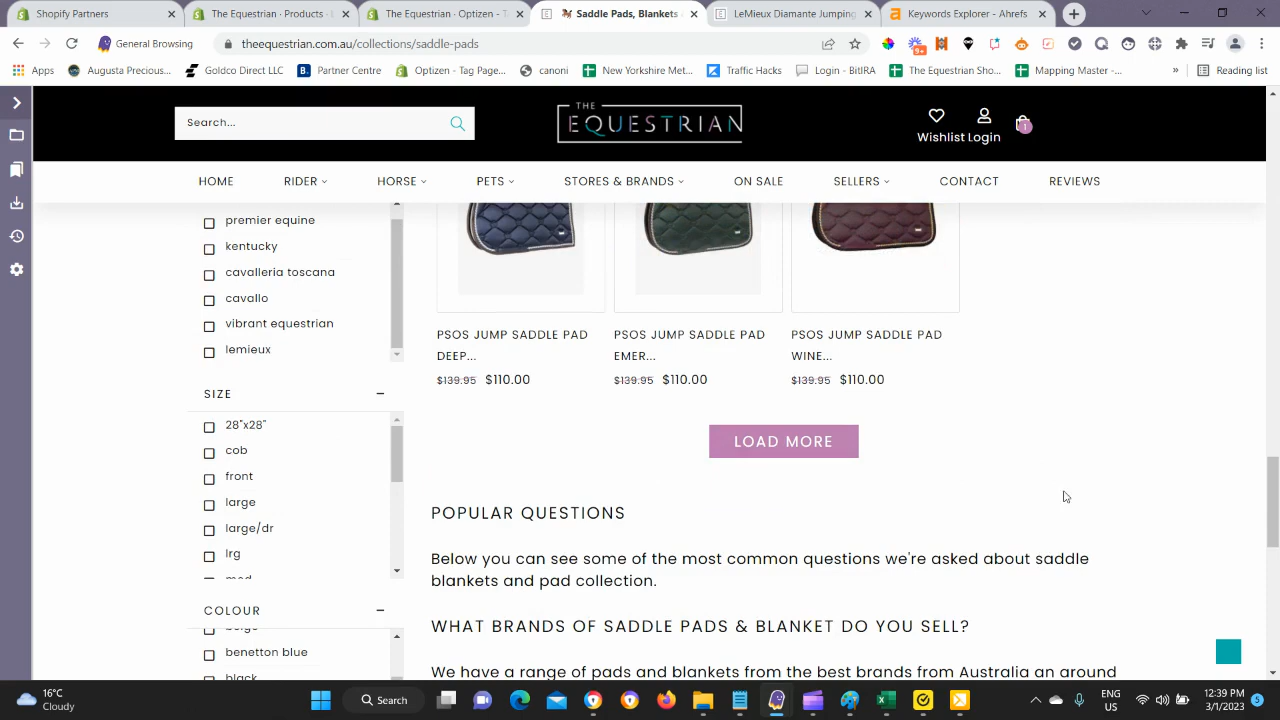 Shopify Partners
The Equestrian - Products - U
The Equestrian - Optizen - T
Saddle Pads, Blankets
LeMieux Diamante Jumping
Keywords Explorer - Ahrefs
General Browsing
theequestrian.com.au/collections/saddle-pads
9+
Apps
Augusta Precious...
Goldco Direct LLC
Partner Centre
Optizen - Tag Page...
canoni
New Yorkshire Met...
Traffic Hacks
Login - BitIRA
The Equestrian Sho...
Mapping Master -...
»
Reading list
Search...
THE
EQUESTRIAN
Wishlist Login
1
HOME
RIDER
HORSE
PETS
STORES & BRANDS
ON SALE
SELLERS
CONTACT
REVIEWS
premier equine
kentucky
cavalleria toscana
cavallo
vibrant equestrian
lemieux
SIZE
28"x28"
cob
front
large
large/dr
lrg
med
COLOUR
beige
benetton blue
black
PSOS JUMP SADDLE PAD
DEEP...
$139.95 $110.00
PSOS JUMP SADDLE PAD
EMER...
$139.95 $110.00
PSOS JUMP SADDLE PAD
WINE...
$139.95 $110.00
LOAD MORE
POPULAR QUESTIONS
Below you can see some of the most common questions we're asked about saddle
blankets and pad collection.
WHAT BRANDS OF SADDLE PADS & BLANKET DO YOU SELL?
We have a range of pads and blankets from the best brands from Australia an around
16°C
Cloudy
Search
ENG
US
12:39 PM
3/1/2023
5